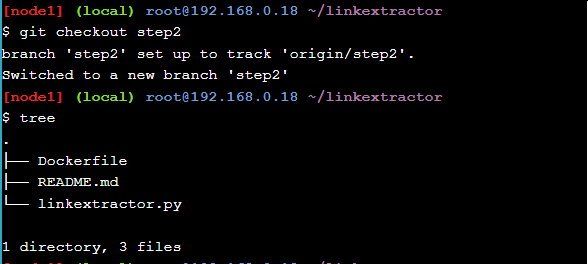 [node1] (local) root@192.168.0.18 ~/linkextractor
$ git checkout step2
branch 'step2' set up to track 'origin/step2'.
Switched to a new branch 'step2'
[node1] (local) root@192.168.0.18 ~/linkextractor
$ tree
.
├── Dockerfile
├── README.md
└── linkextractor.py
1 directory, 3 files